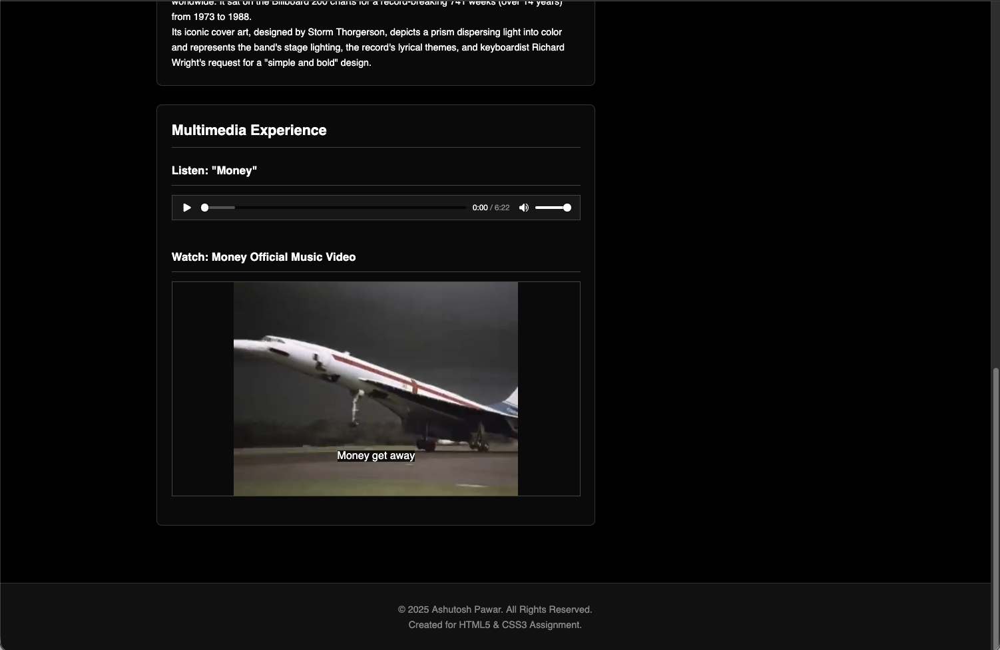 worldwide. It sat on the Billboard 200 charts for a record-breaking 741 weeks (over 14 years)
from 1973 to 1988.
Its iconic cover art, designed by Storm Thorgerson, depicts a prism dispersing light into color
and represents the band's stage lighting, the record's lyrical themes, and keyboardist Richard
Wright's request for a "simple and bold" design.
Multimedia Experience
Listen: "Money"
0:00 / 6:22
Watch: Money Official Music Video
Money get away
© 2025 Ashutosh Pawar. All Rights Reserved.
Created for HTML5 & CSS3 Assignment.